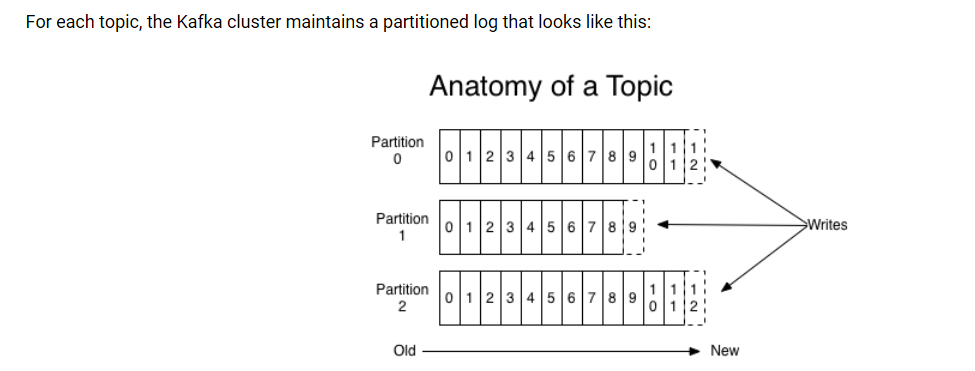 For each topic, the Kafka cluster maintains a partitioned log that looks like this:
Anatomy of a Topic
Partition
0
0 1 2 3 4 5 6 7 8 9 10 11 12
Partition
1
0 1 2 3 4 5 6 7 8 9
Writes
Partition
2
0 1 2 3 4 5 6 7 8 9 10 11 12
Old
New